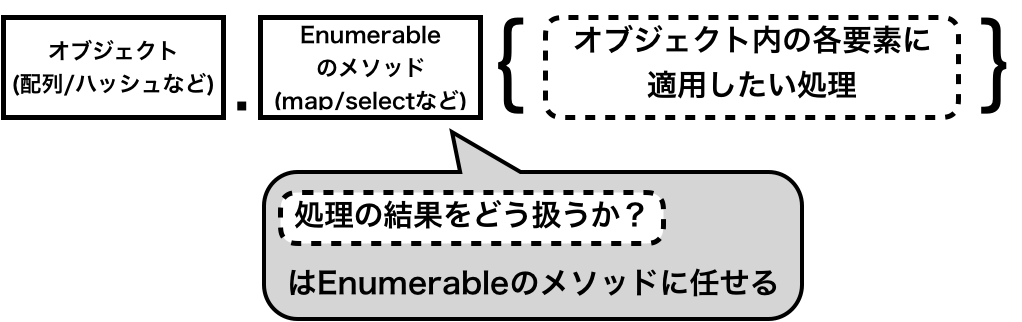 オブジェクト
(配列/ハッシュなど)
.
Enumerable
のメソッド
(map/selectなど)
{
オブジェクト内の各要素に
適用したい処理
}
処理の結果をどう扱うか？
はEnumerableのメソッドに任せる